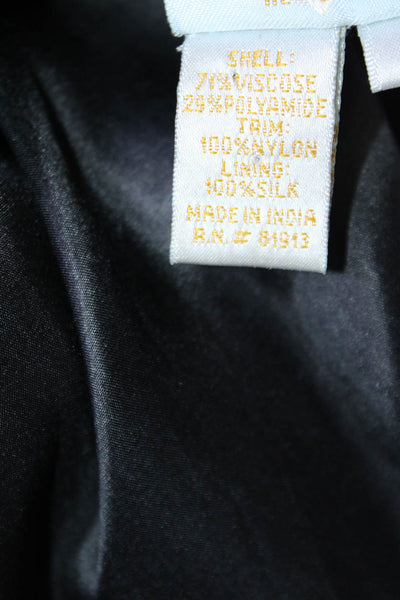 SHELL:
71%VISCOSE
29%POLYAMIDE
TRIM:
100%NYLON
LINING:
100%SILK
MADE IN INDIA
R.N. # 81913